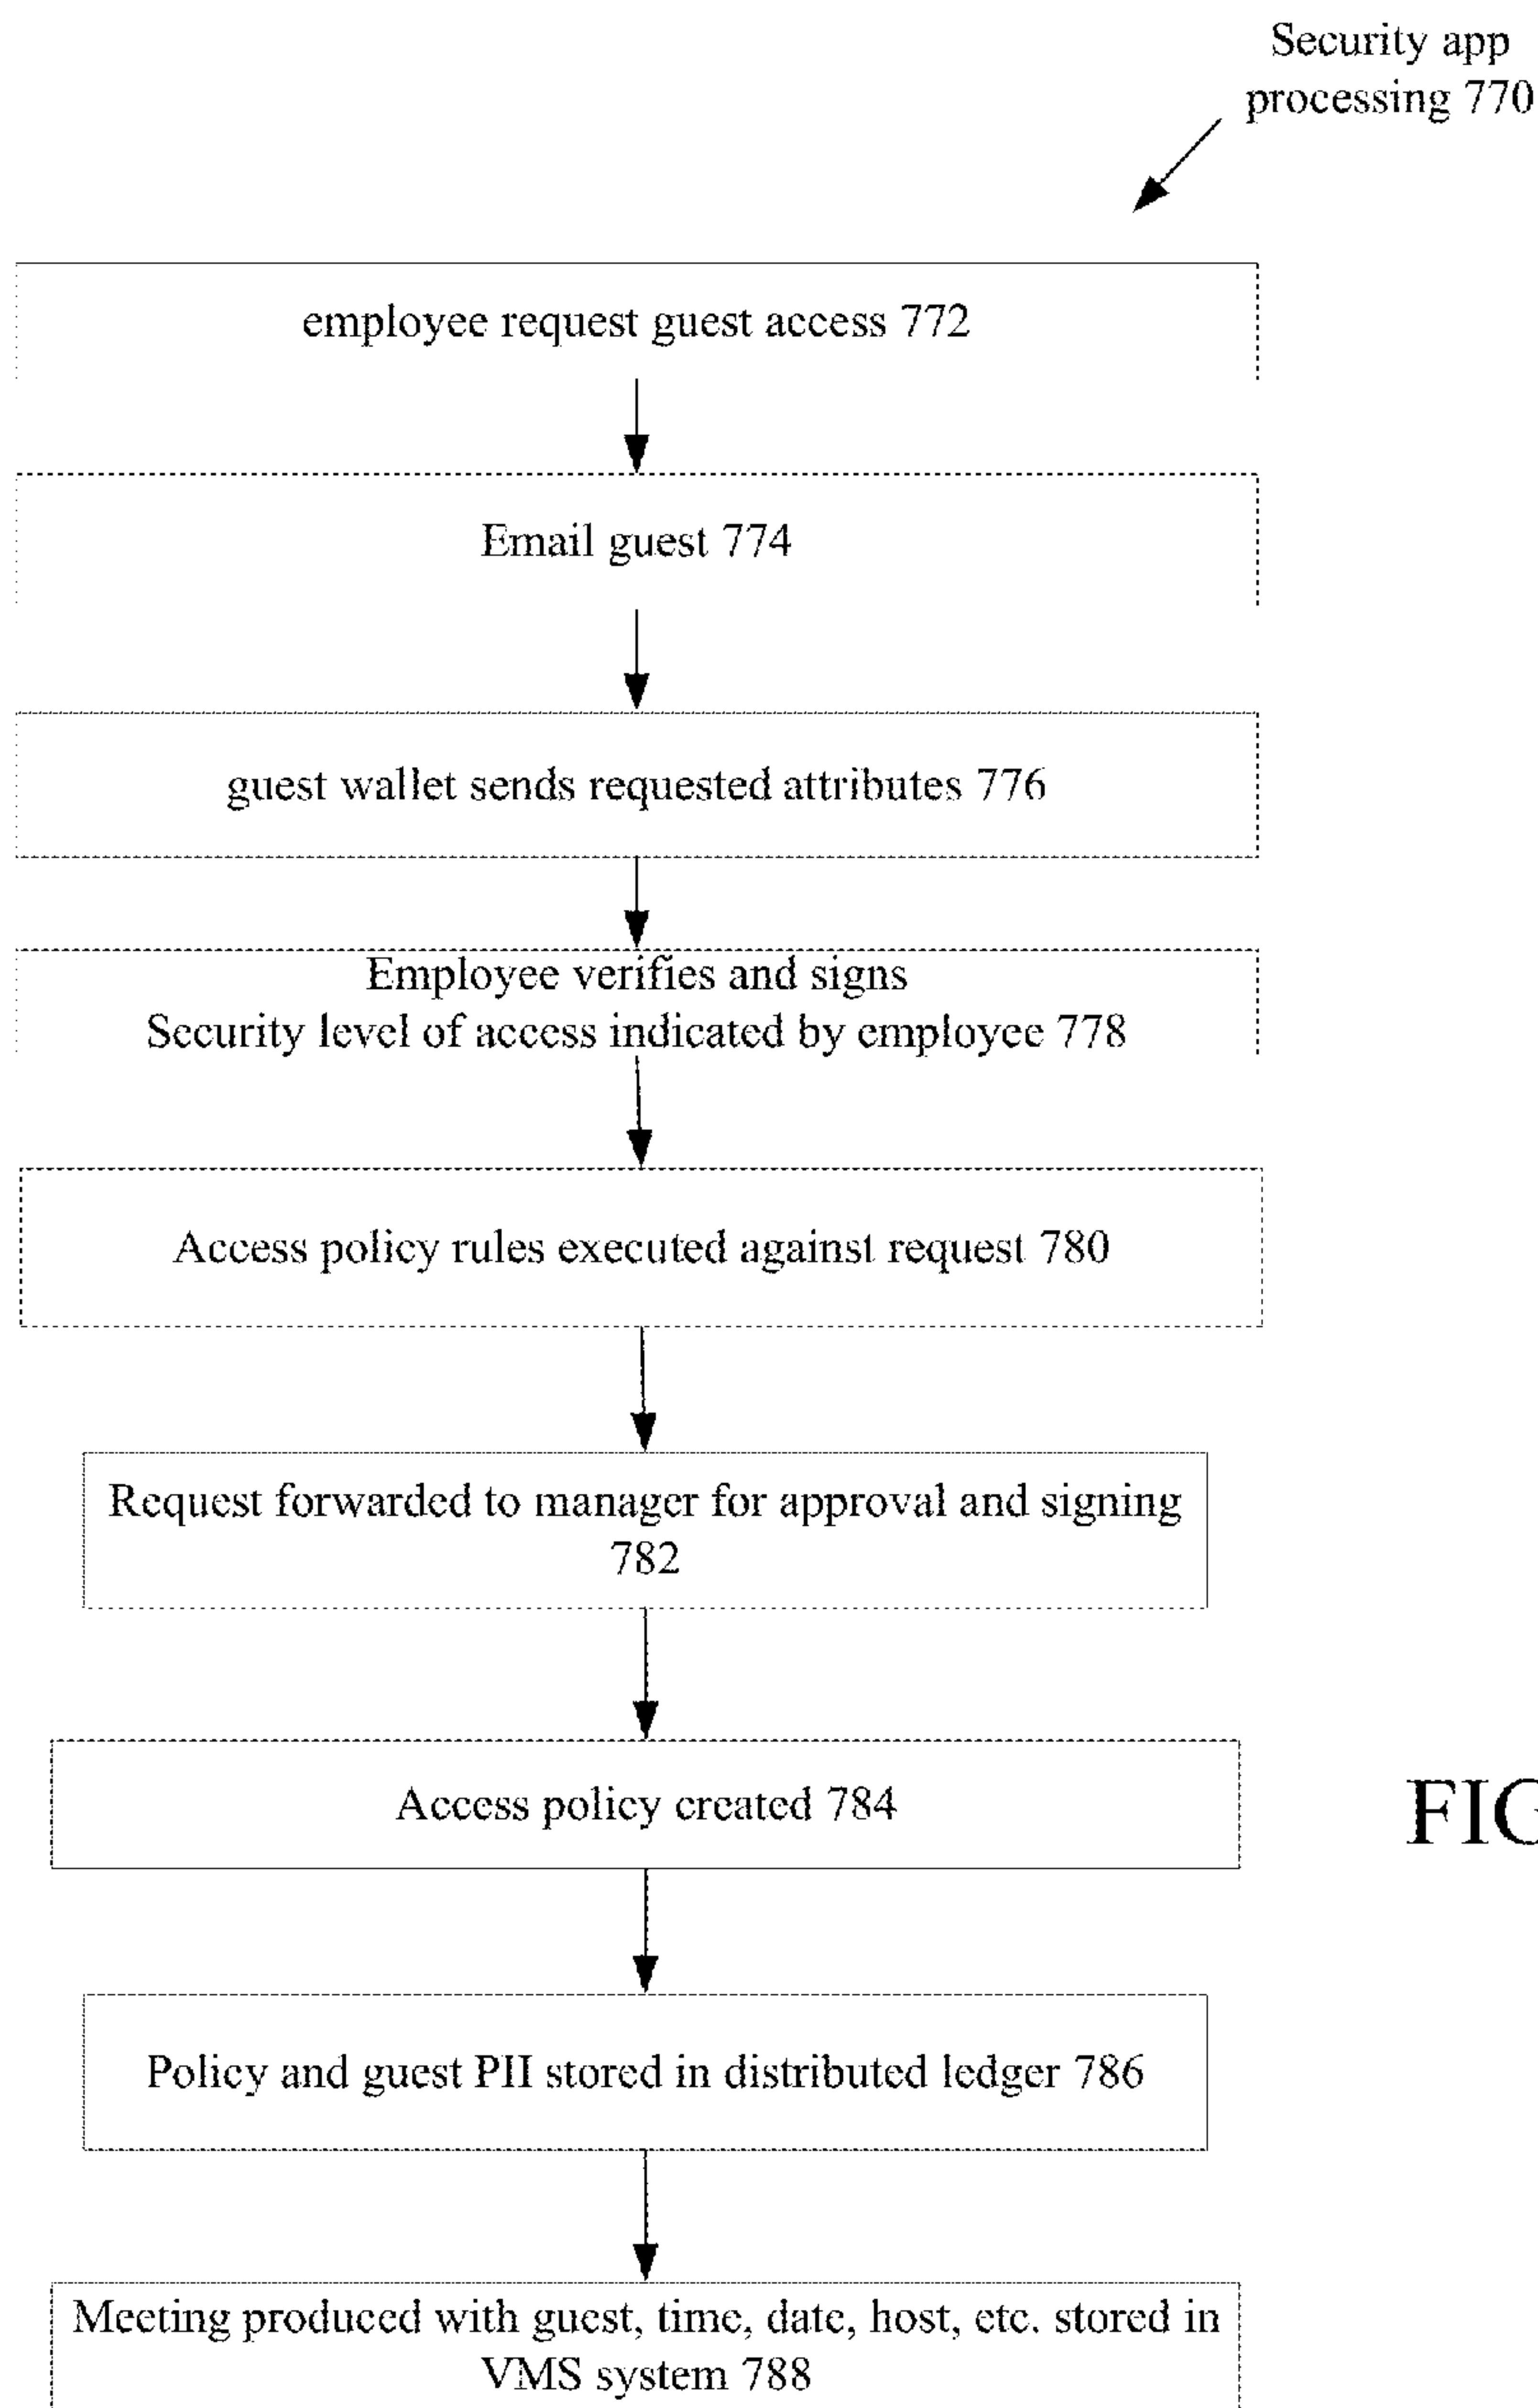 Security app
processing 770
employee request guest access 772
Email guest 774
guest wallet sends requested attributes 776
Employee verifies and signs
Security level of access indicated by employee 778
Access policy rules executed against request 780
Request forwarded to manager for approval and signing
782
Access policy created 784
FIG
Policy and guest PII stored in distributed ledger 786
Meeting produced with guest, time, date, host, etc. stored in
VMS system 788